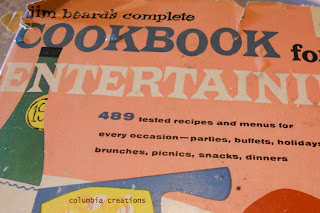 Jim beard's complete
COOKBOOK for
ENTERTAINI
489 tested recipes and menus for
every occasion—parties, buffets, holidays
brunches, picnics, snacks, dinners
columbia creations